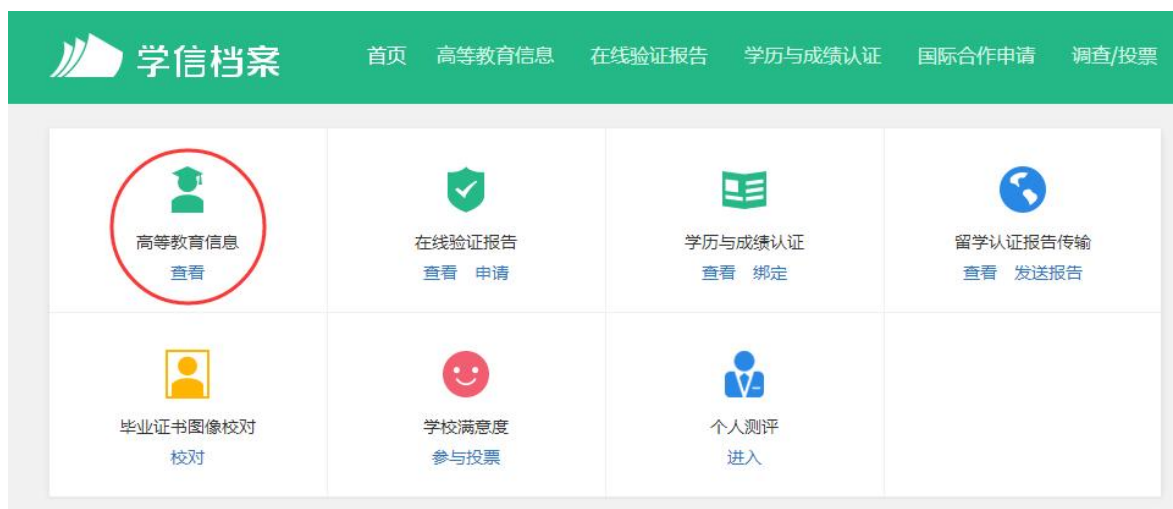 学信档案 首页 高等教育信息 在线验证报告 学历与成绩认证 国际合作申请 调查/投票
高等教育信息 在线验证报告 学历与成绩认证 留学认证报告传输
查看 查看 申请 查看 绑定 查看 发送报告
毕业证书图像校对 学校满意度 个人测评
校对 参与投票 进入